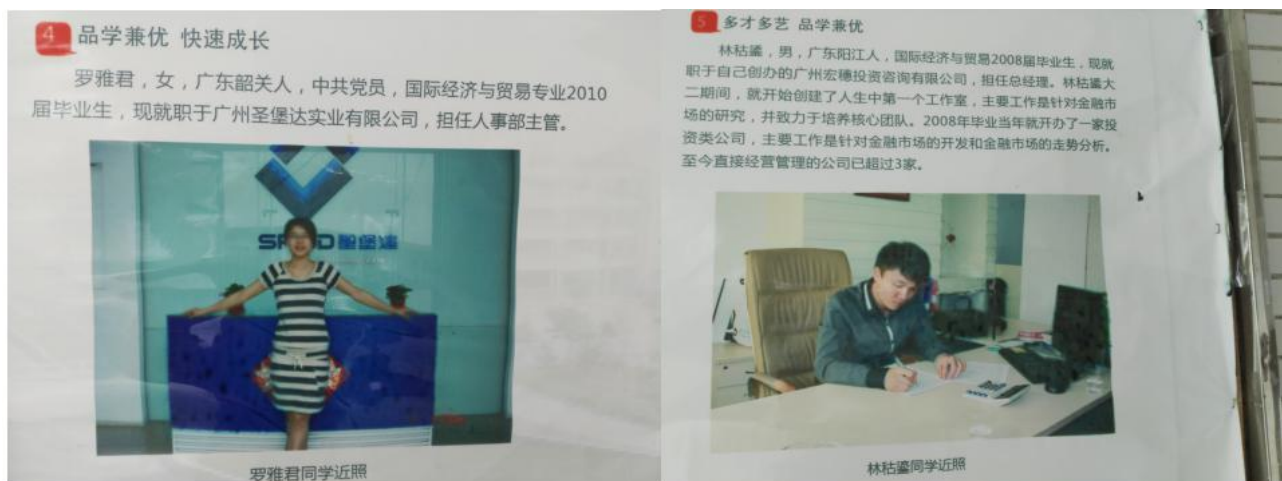 4 品学兼优 快速成长
罗雅君，女，广东韶关人，中共党员，国际经济与贸易专业2010
届毕业生，现就职于广州圣堡达实业有限公司，担任人事部主管。
圣堡达
罗雅君同学近照
5 多才多艺 品学兼优
林秙鎏，男，广东阳江人，国际经济与贸易2008届毕业生，现就
职于自己创办的广州宏穗投资咨询有限公司，担任总经理。林秙鎏大
二期间，就开始创建了人生中第一个工作室，主要工作是针对金融市
场的研究，并致力于培养核心团队。2008年毕业当年就开办了一家投
资类公司，主要工作是针对金融市场的开发和金融市场的走势分析。
至今直接经营管理的公司已超过3家。
林秙鎏同学近照